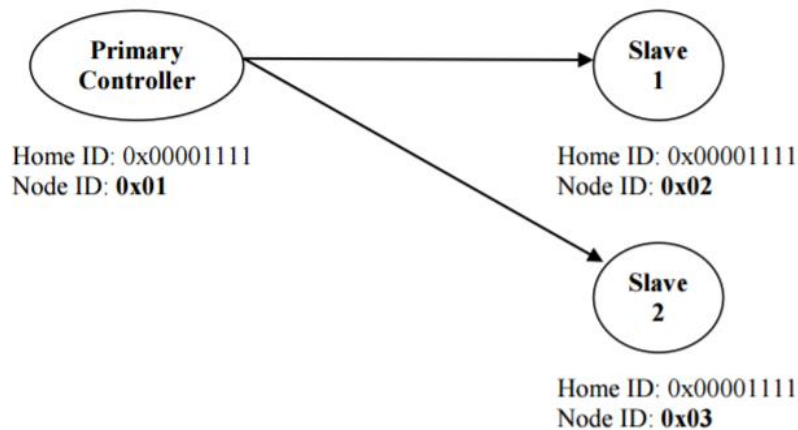 Primary
Controller
Home ID: 0x00001111
Node ID: 0x01
Slave
1
Home ID: 0x00001111
Node ID: 0x02
Slave
2
Home ID: 0x00001111
Node ID: 0x03